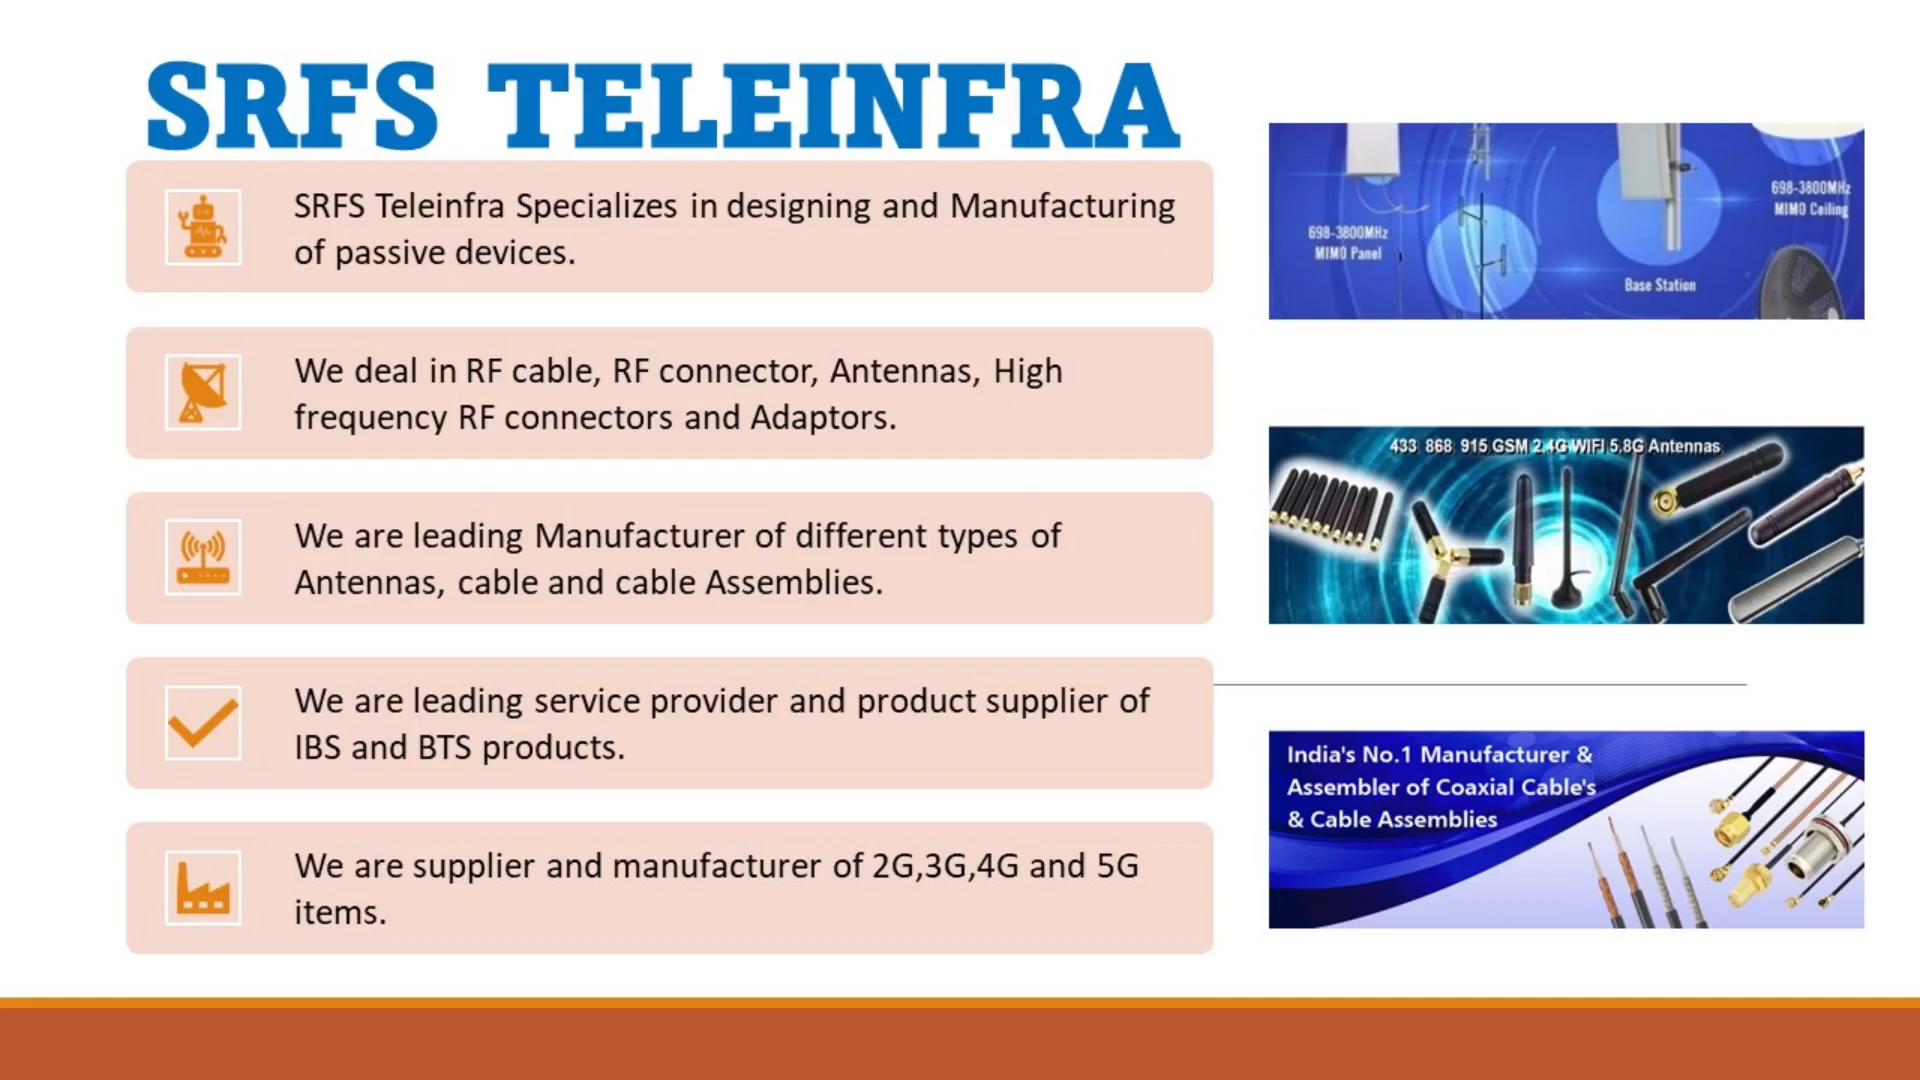 SRFS TELEINFRA
SRFS Teleinfra Specializes in designing and Manufacturing
of passive devices.
We deal in RF cable, RF connector, Antennas, High
frequency RF connectors and Adaptors.
We are leading Manufacturer of different types of
Antennas, cable and cable Assemblies.
We are leading service provider and product supplier of
IBS and BTS products.
We are supplier and manufacturer of 2G,3G,4G and 5G
items.
698-3800MHz
MIMO Panel
Base Station
698-3800MHz
MIMO Ceiling
433 868 915 GSM 2.4G WIFI 5.8G Antennas
India's No.1 Manufacturer &
Assembler of Coaxial Cable's
& Cable Assemblies